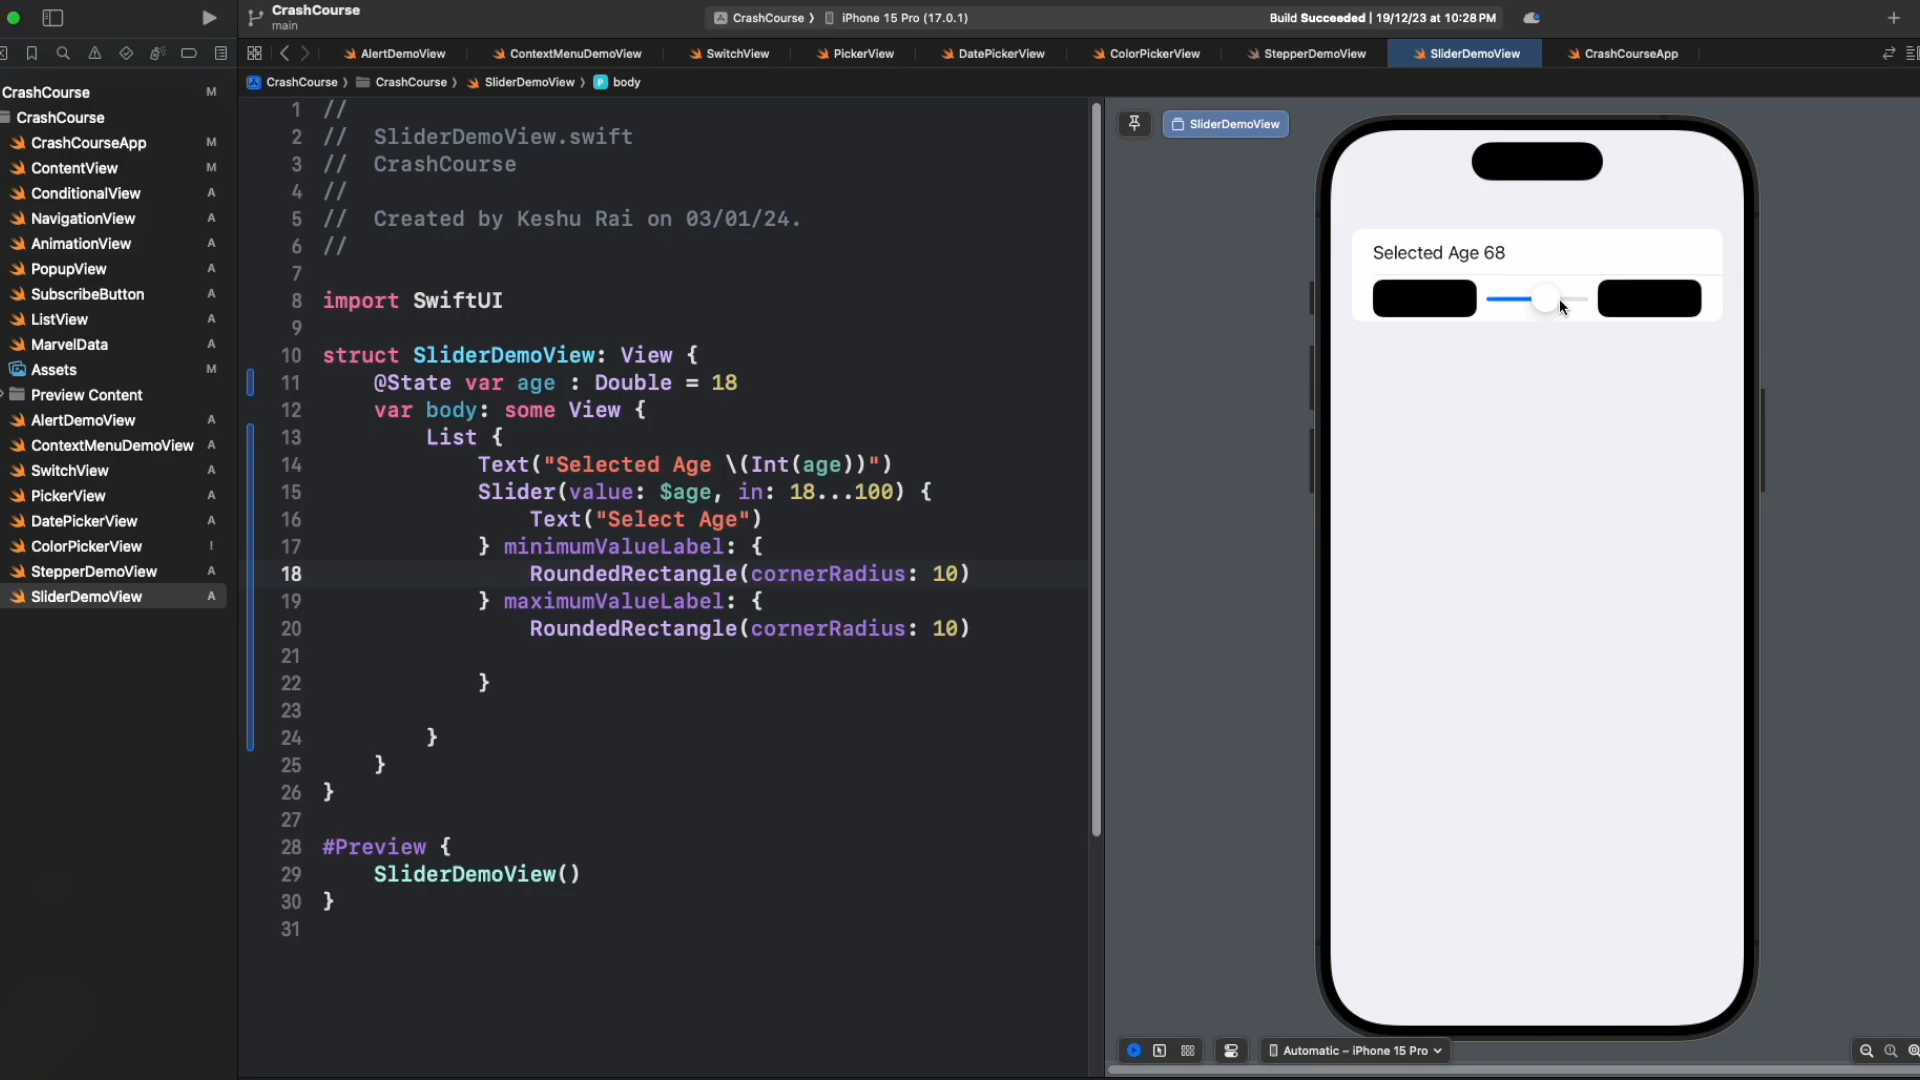 CrashCourse
main
CrashCourse 〉 iPhone 15 Pro (17.0.1)
Build Succeeded | 19/12/23 at 10:28 PM
AlertDemoView
ContextMenuDemoView
SwitchView
PickerView
DatePickerView
ColorPickerView
StepperDemoView
SliderDemoView
CrashCourseApp
CrashCourse 〉 CrashCourse 〉 SliderDemoView 〉 P body
CrashCourse M
CrashCourse
CrashCourseApp M
ContentView M
ConditionalView A
NavigationView A
AnimationView A
PopupView A
SubscribeButton A
ListView A
MarvelData A
Assets M
Preview Content
AlertDemoView A
ContextMenuDemoView A
SwitchView A
PickerView A
DatePickerView A
ColorPickerView !
StepperDemoView A
SliderDemoView A
1 //
2 // SliderDemoView.swift
3 // CrashCourse
4 //
5 // Created by Keshu Rai on 03/01/24.
6 //
7
8 import SwiftUI
9
10 struct SliderDemoView: View {
11 @State var age : Double = 18
12 var body: some View {
13 List {
14 Text("Selected Age \(Int(age))")
15 Slider(value: $age, in: 18...100) {
16 Text("Select Age")
17 } minimumValueLabel: {
18 RoundedRectangle(cornerRadius: 10)
19 } maximumValueLabel: {
20 RoundedRectangle(cornerRadius: 10)
21
22 }
23
24 }
25 }
26 }
27
28 #Preview {
29 SliderDemoView()
30 }
31
SliderDemoView
Selected Age 68
Automatic – iPhone 15 Pro